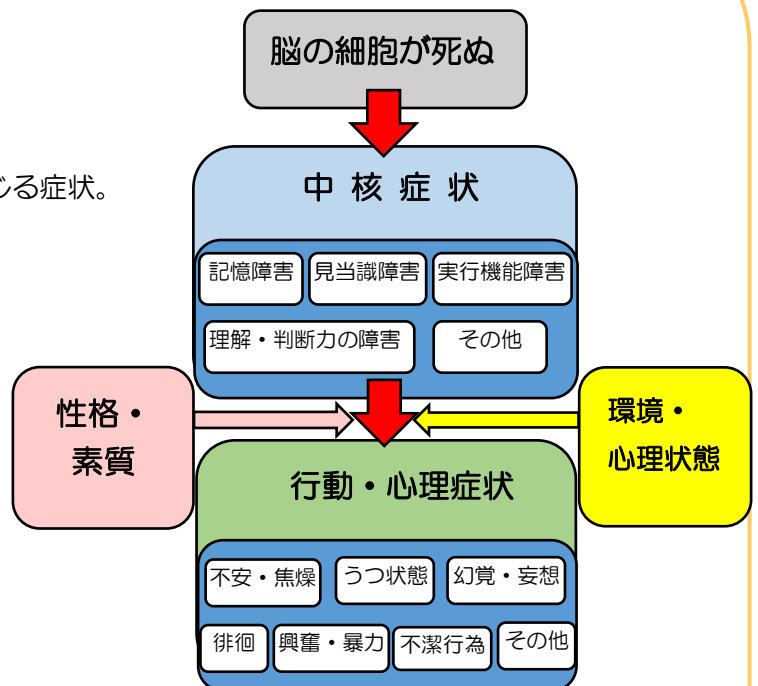 脳の細胞が死ぬ
じる症状。
中核症状
記憶障害
見当識障害
実行機能障害
理解・判断力の障害
その他
性格・
素質
環境・
心理状態
行動・心理症状
不安・焦燥
うつ状態
幻覚・妄想
徘徊
興奮・暴力
不潔行為
その他